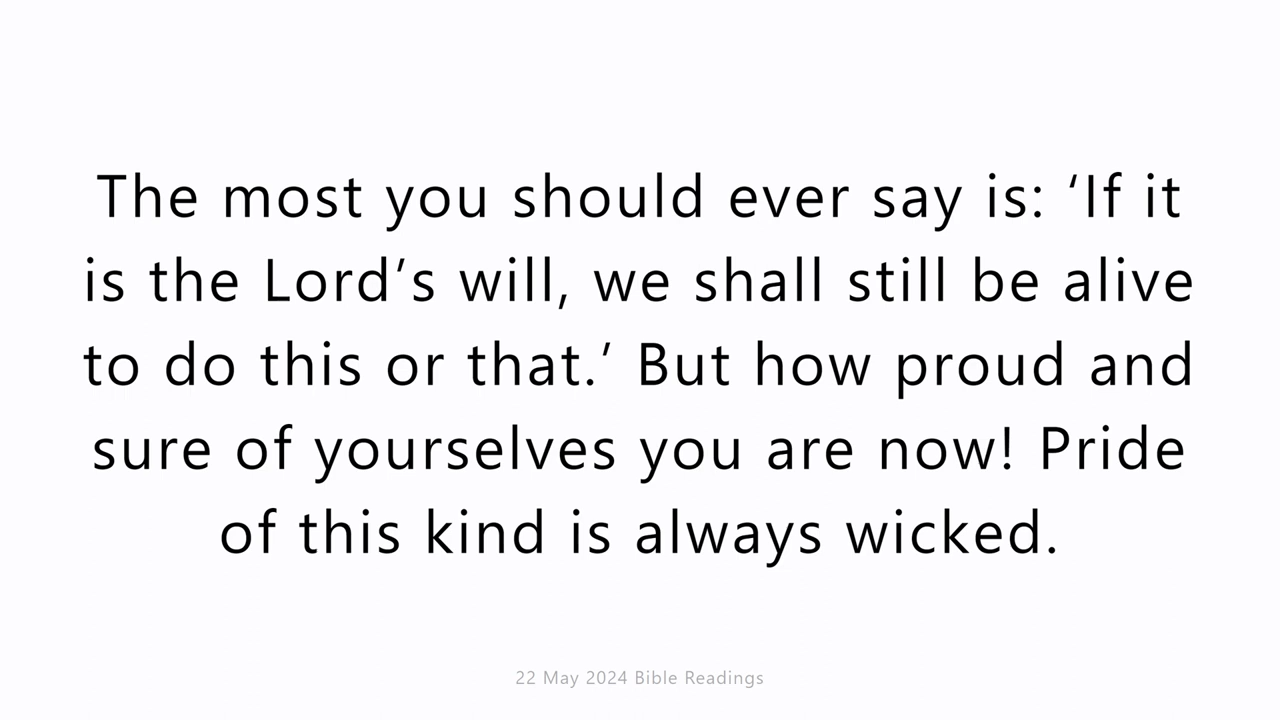 The most you should ever say is: ‘If it
is the Lord’s will, we shall still be alive
to do this or that.’ But how proud and
sure of yourselves you are now! Pride
of this kind is always wicked.
22 May 2024 Bible Readings